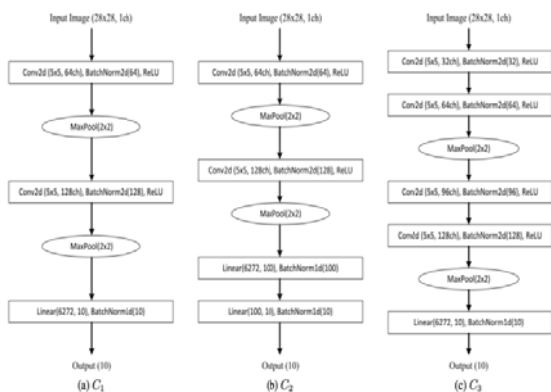 Input Image (28x28, 1ch)
Conv2d (5x5, 64ch), BatchNorm2d(64), ReLU
MaxPool(2x2)
Conv2d (5x5, 128ch), BatchNorm2d(128), ReLU
MaxPool(2x2)
Linear(6272, 10), BatchNorm1d(10)
Output (10)
(a) C1
Input Image (28x28, 1ch)
Conv2d (5x5, 64ch), BatchNorm2d(64), ReLU
MaxPool(2x2)
Conv2d (5x5, 128ch), BatchNorm2d(128), ReLU
MaxPool(2x2)
Linear(6272, 10), BatchNorm1d(100)
Linear(100, 10), BatchNorm1d(10)
Output (10)
(b) C2
Input Image (28x28, 1ch)
Conv2d (5x5, 32ch), BatchNorm2d(32), ReLU
Conv2d (5x5, 64ch), BatchNorm2d(64), ReLU
MaxPool(2x2)
Conv2d (5x5, 96ch), BatchNorm2d(96), ReLU
Conv2d (5x5, 128ch), BatchNorm2d(128), ReLU
MaxPool(2x2)
Linear(6272, 10), BatchNorm1d(10)
Output (10)
(c) C3